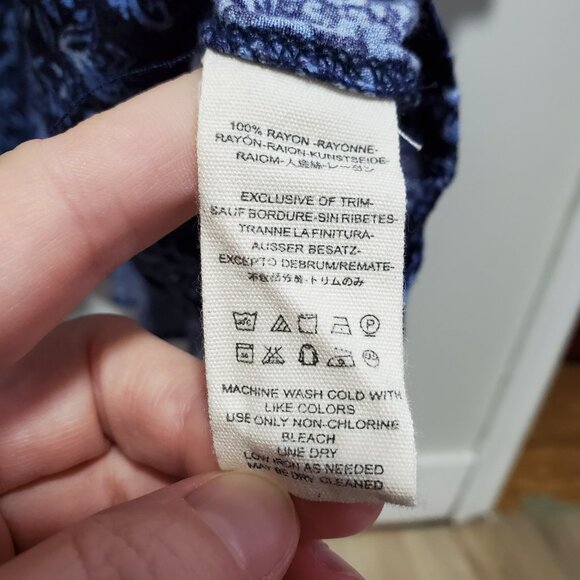 100% RAYON -RAYONNE-
RAYÓN-RAION-KUNSTSEIDE-
RAIOM-人造絲-レーヨン
EXCLUSIVE OF TRIM-
SAUF BORDURE-SIN RIBETES-
TRANNE LA FINITURA-
AUSSER BESATZ-
EXCEPTO DEBRUM/REMATE-
不包括分類-トリムのみ
MACHINE WASH COLD WITH
LIKE COLORS
USE ONLY NON-CHLORINE
BLEACH
LINE DRY
LOW IRON AS NEEDED
MAY BE DRY CLEANED